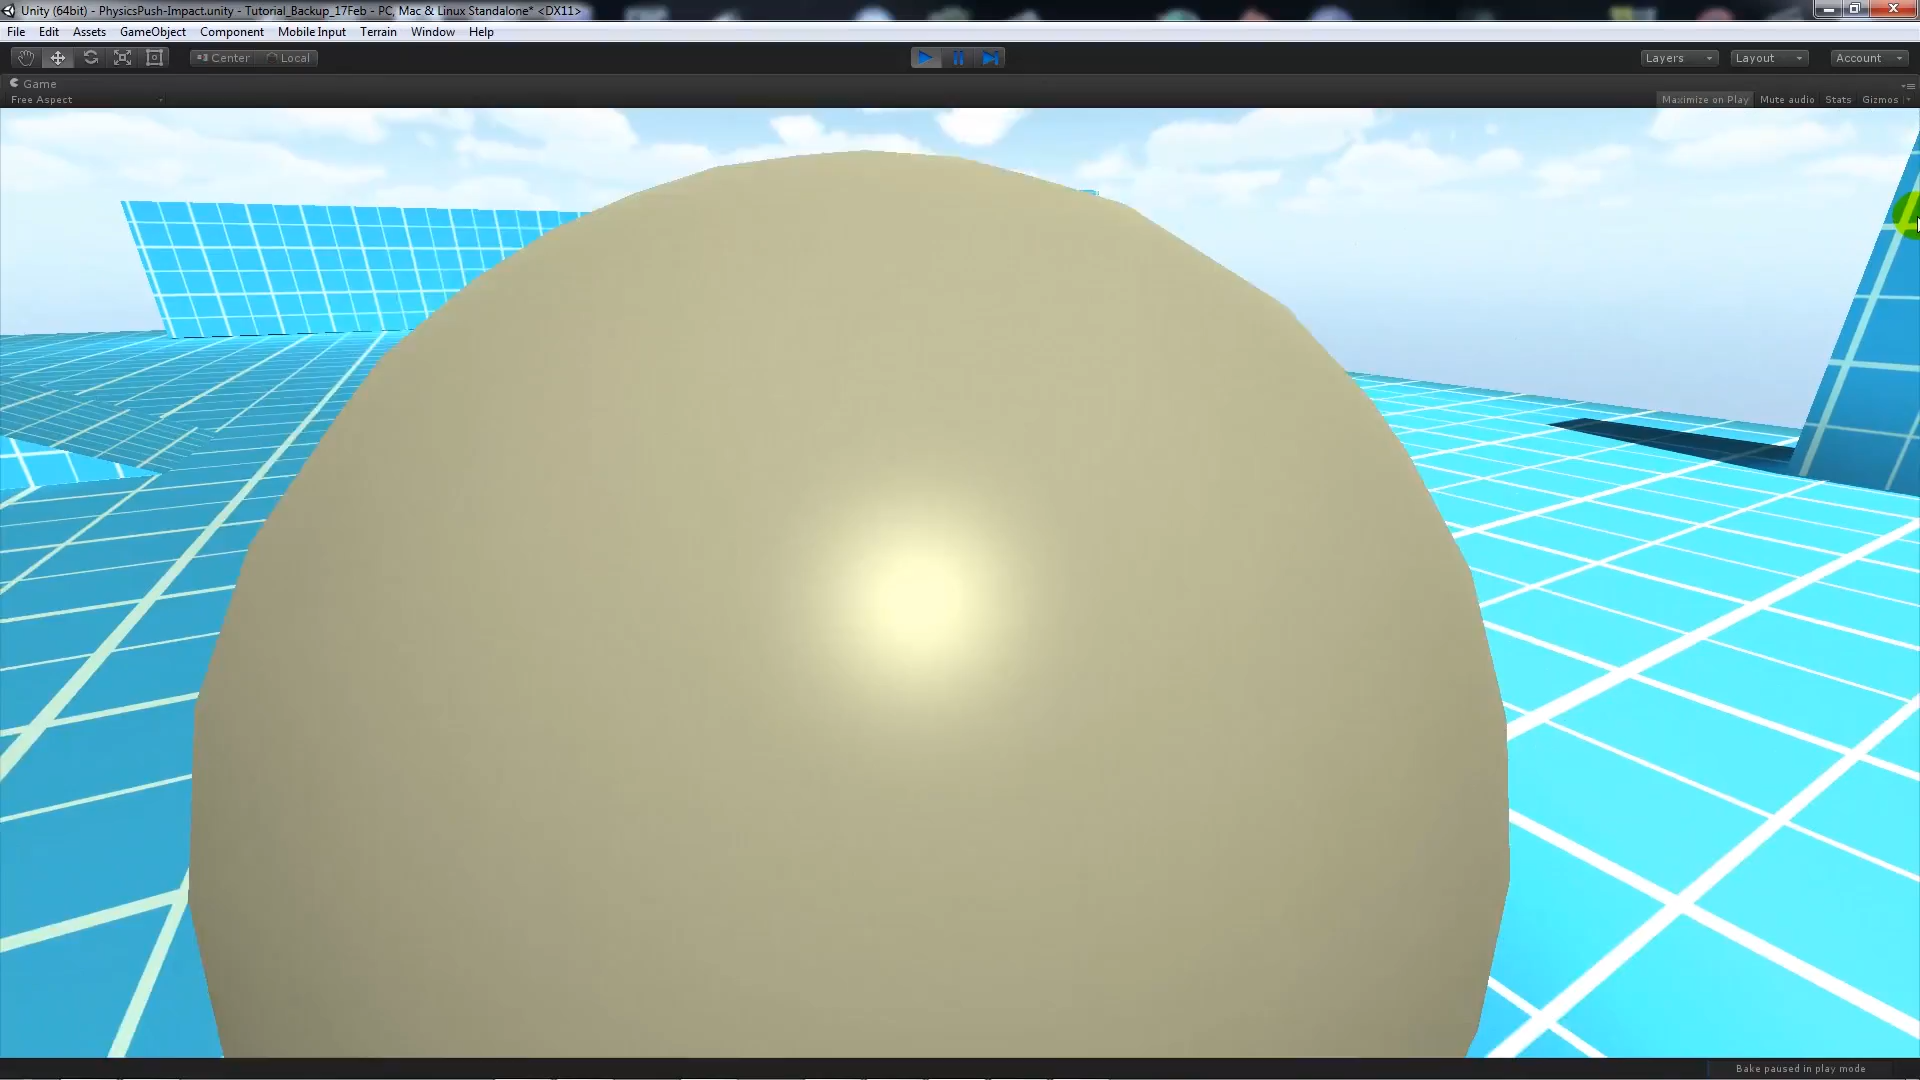 Unity (64bit) - PhysicsPush-Impact.unity - Tutorial_Backup_17Feb - PC, Mac & Linux Standalone* <DX11>
File Edit Assets GameObject Component Mobile Input Terrain Window Help
Center Local Layers Layout Account
Game
Free Aspect Maximize on Play Mute audio Stats Gizmos
Bake paused in play mode